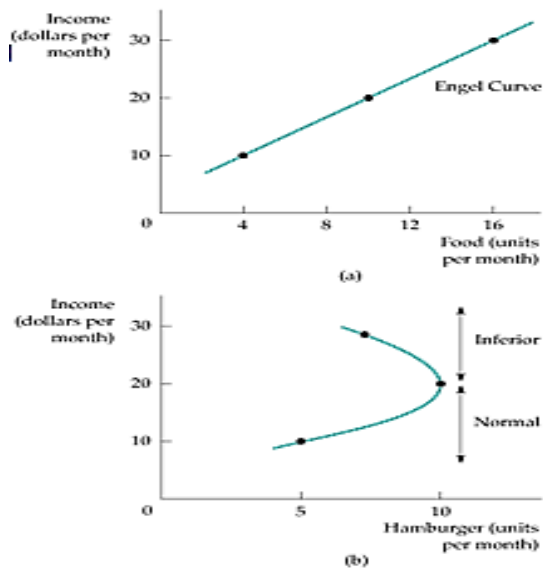 Income
(dollars per
month)
30
Engel Curve
20
10
0
4
8
12
16
Food (units
per month)
(a)
Income
(dollars per
month)
30
Inferior
20
Normal
10
0
5
10
Hamburger (units
per month)
(b)